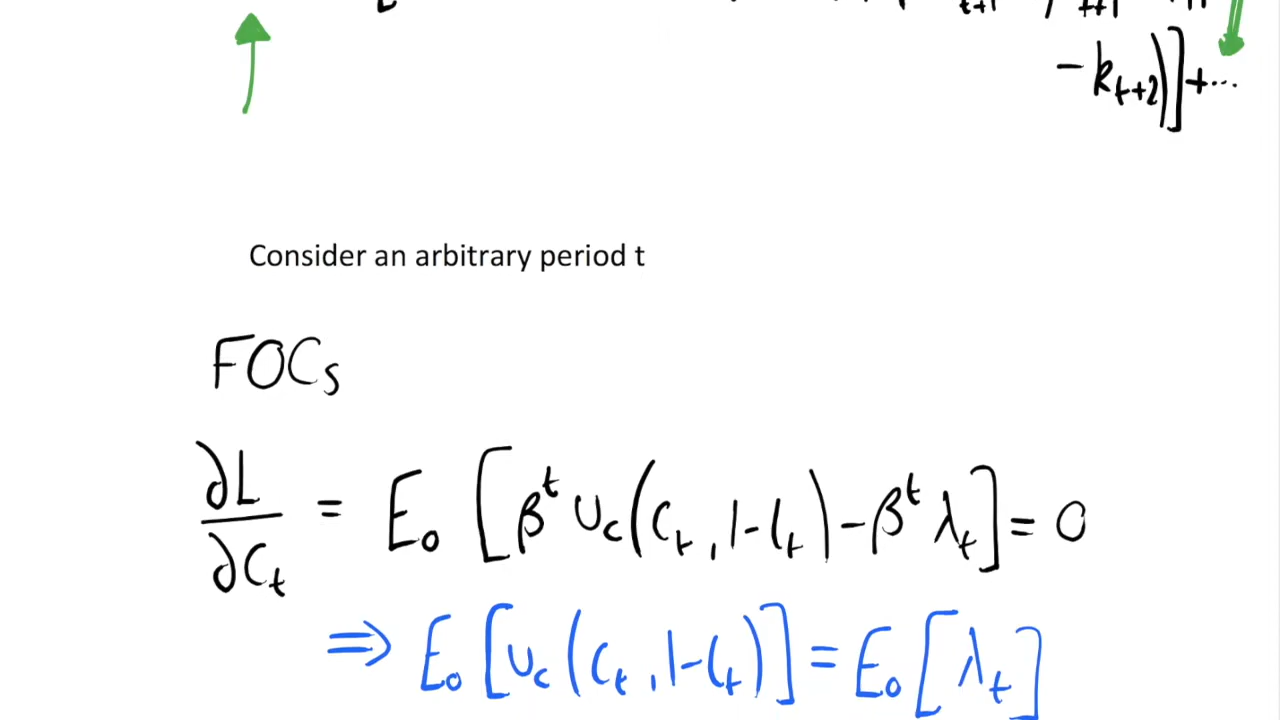 - k_{t+2})] + ...
Consider an arbitrary period t
FOCs
∂L/∂C_t = E_0 [β^t U_c(C_t, 1-l_t) - β^t λ_t] = 0
⇒ E_0 [U_c(C_t, 1-l_t)] = E_0 [λ_t]